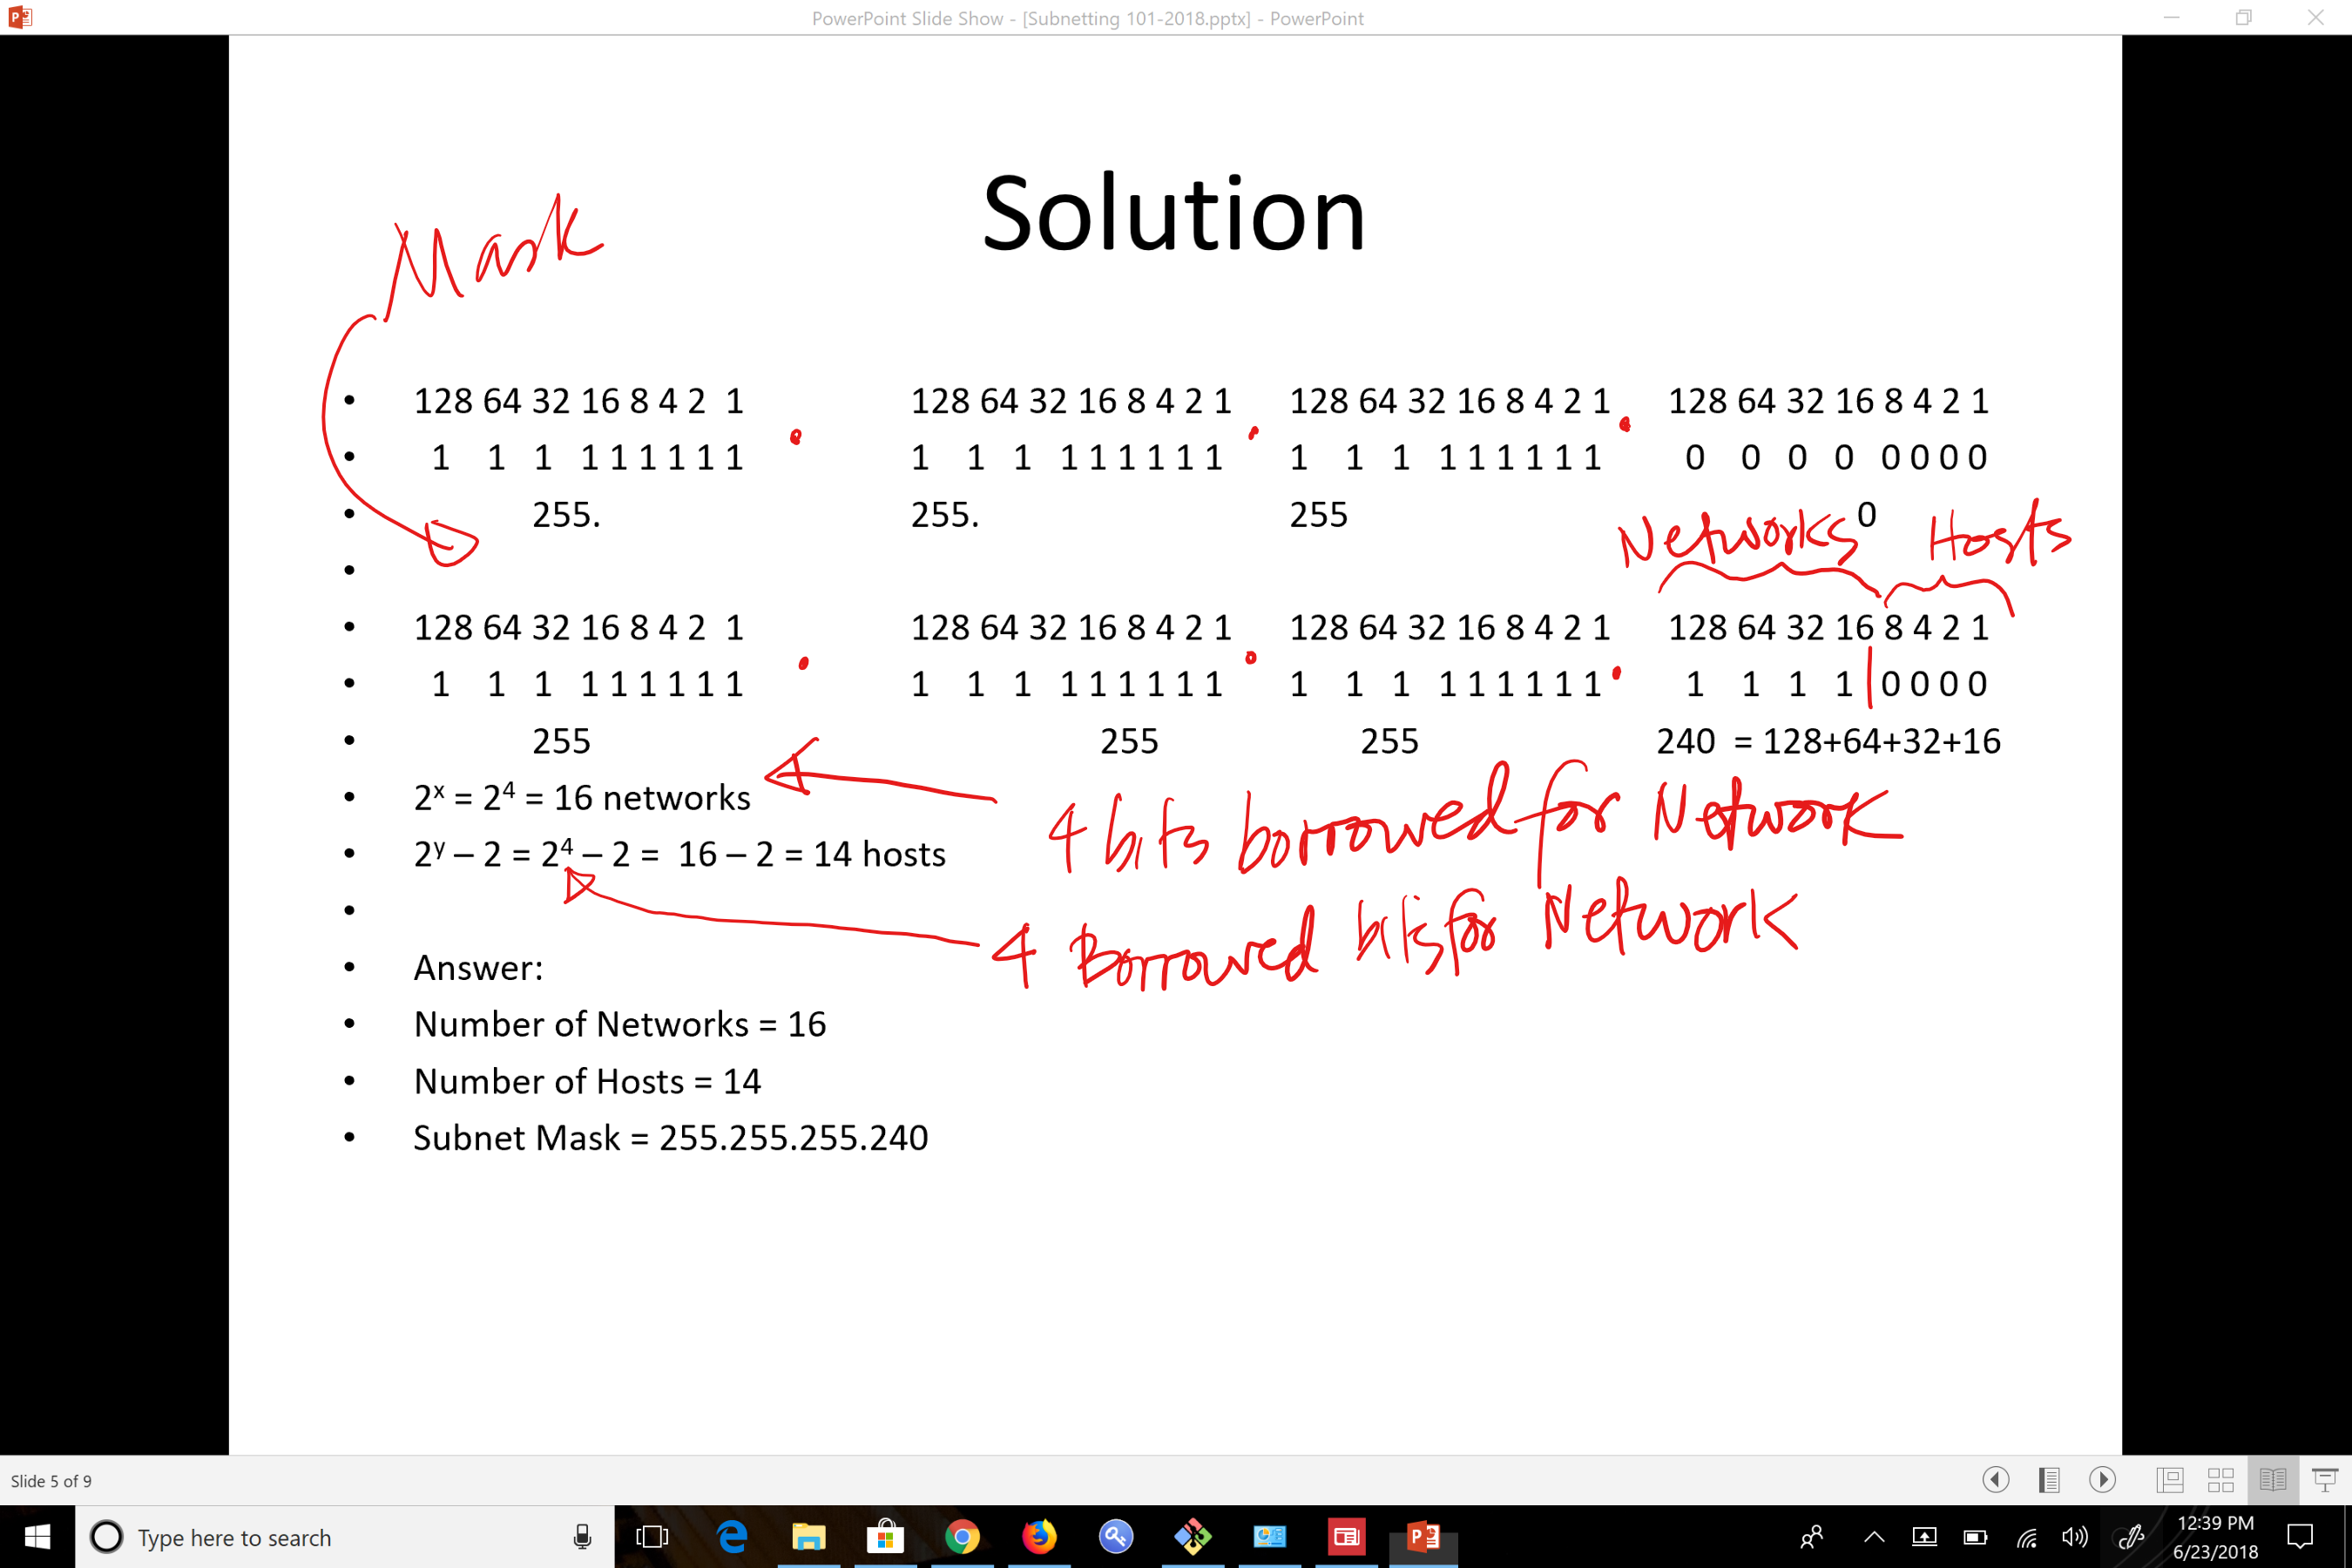 PowerPoint Slide Show - [Subnetting 101-2018.pptx] - PowerPoint
Solution
Mask
• 128 64 32 16 8 4 2 1 128 64 32 16 8 4 2 1 128 64 32 16 8 4 2 1 128 64 32 16 8 4 2 1
• 1 1 1 1 1 1 1 1 . 1 1 1 1 1 1 1 1 . 1 1 1 1 1 1 1 1 . 0 0 0 0 0 0 0 0
• 255. 255. 255 0
Networks Hosts
•
• 128 64 32 16 8 4 2 1 128 64 32 16 8 4 2 1 128 64 32 16 8 4 2 1 128 64 32 16 8 4 2 1
• 1 1 1 1 1 1 1 1 . 1 1 1 1 1 1 1 1 . 1 1 1 1 1 1 1 1 . 1 1 1 1 | 0 0 0 0
• 255 255 255 240 = 128+64+32+16
• 2ˣ = 2⁴ = 16 networks
4 bits borrowed for Network
• 2ʸ – 2 = 2⁴ – 2 = 16 – 2 = 14 hosts
4 Borrowed bits for Network
•
• Answer:
• Number of Networks = 16
• Number of Hosts = 14
• Subnet Mask = 255.255.255.240
Slide 5 of 9
Type here to search
12:39 PM
6/23/2018